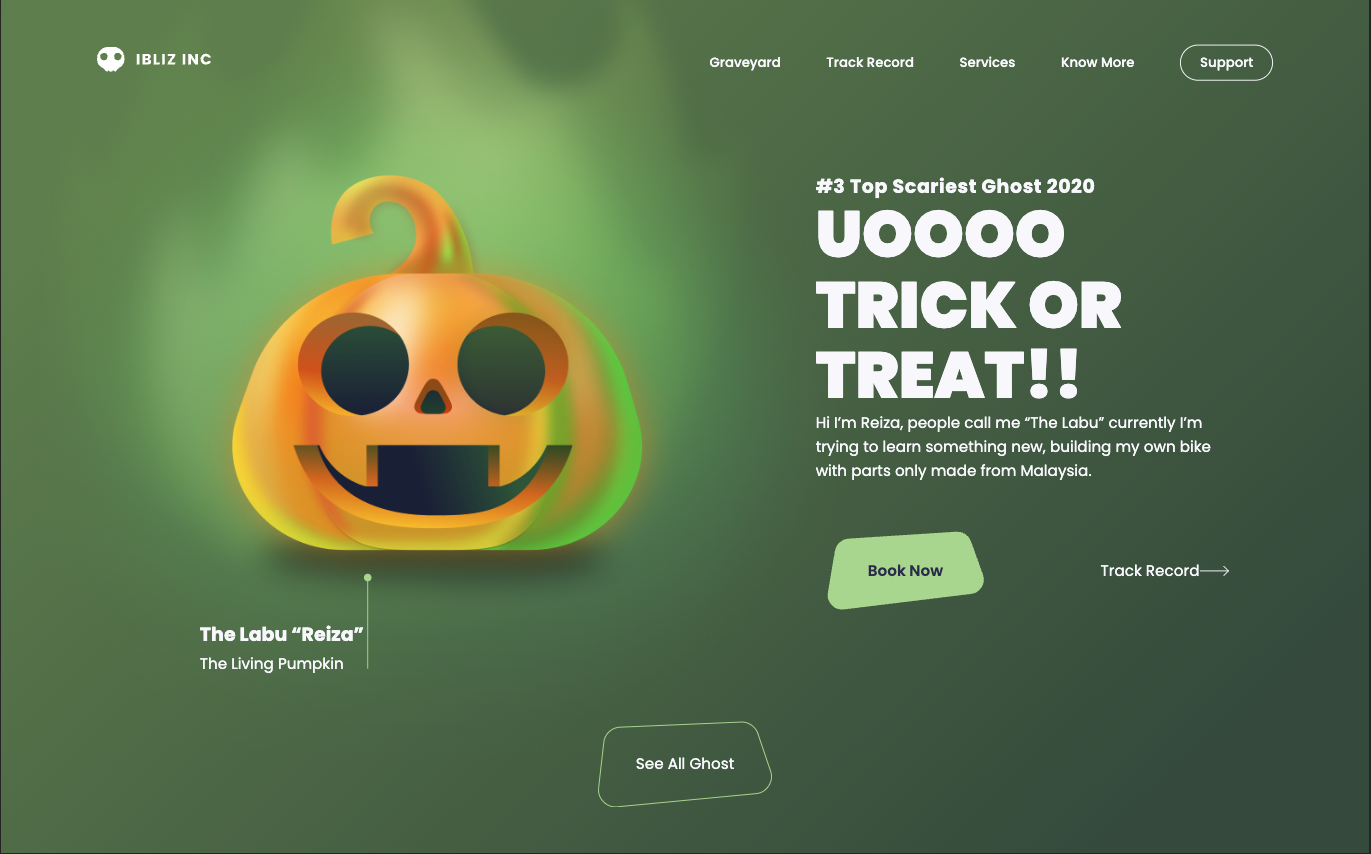 IBLIZ INC
Graveyard
Track Record
Services
Know More
Support
#3 Top Scariest Ghost 2020
UOOOO
TRICK OR
TREAT!!
Hi I’m Reiza, people call me “The Labu” currently I’m
trying to learn something new, building my own bike
with parts only made from Malaysia.
Book Now
Track Record
The Labu “Reiza”
The Living Pumpkin
See All Ghost